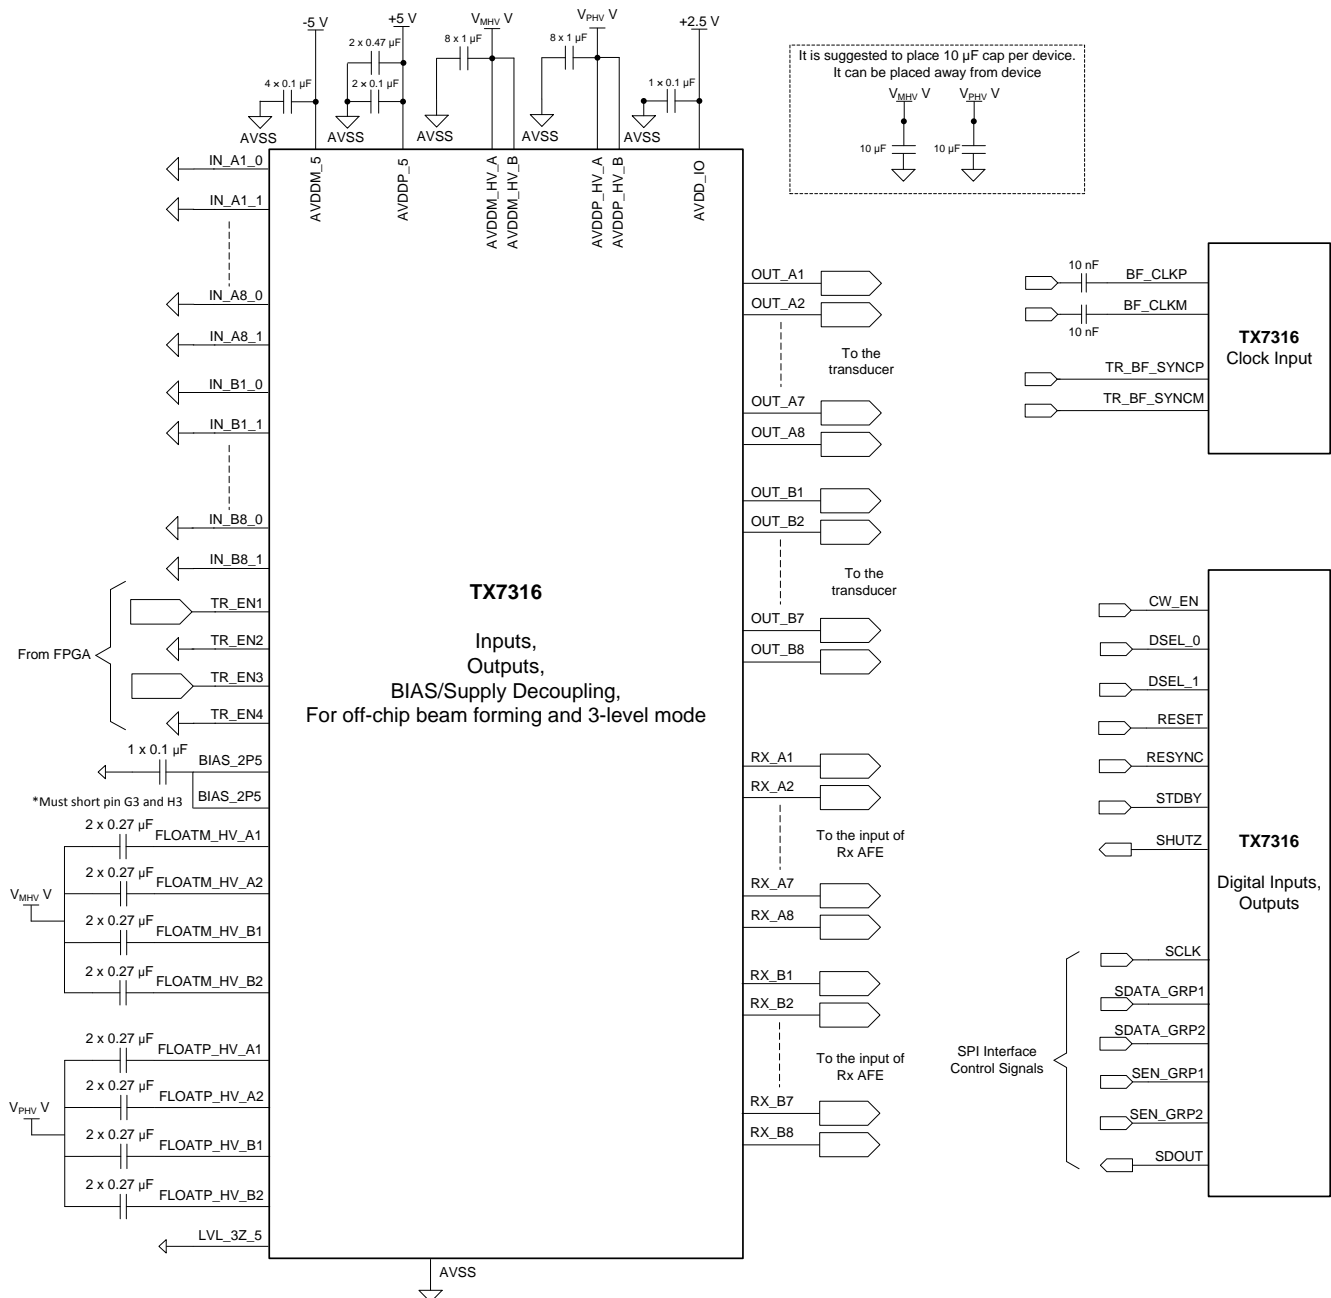 -5 V
+5 V
VMHV V
VPHV V
+2.5 V
2 x 0.47 µF
8 x 1 µF
8 x 1 µF
4 x 0.1 µF
2 x 0.1 µF
1 x 0.1 µF
AVSS
AVSS
AVSS
AVSS
AVSS
AVDDM_5
AVDDP_5
AVDDM_HV_A
AVDDM_HV_B
AVDDP_HV_A
AVDDP_HV_B
AVDD_IO
It is suggested to place 10 µF cap per device.
It can be placed away from device
VMHV V
VPHV V
10 µF
10 µF
IN_A1_0
IN_A1_1
IN_A8_0
IN_A8_1
IN_B1_0
IN_B1_1
IN_B8_0
IN_B8_1
From FPGA
TR_EN1
TR_EN2
TR_EN3
TR_EN4
1 x 0.1 µF
BIAS_2P5
BIAS_2P5
*Must short pin G3 and H3
2 x 0.27 µF
FLOATM_HV_A1
2 x 0.27 µF
FLOATM_HV_A2
VMHV V
2 x 0.27 µF
FLOATM_HV_B1
2 x 0.27 µF
FLOATM_HV_B2
2 x 0.27 µF
FLOATP_HV_A1
2 x 0.27 µF
FLOATP_HV_A2
VPHV V
2 x 0.27 µF
FLOATP_HV_B1
2 x 0.27 µF
FLOATP_HV_B2
LVL_3Z_5
AVSS
TX7316
Inputs,
Outputs,
BIAS/Supply Decoupling,
For off-chip beam forming and 3-level mode
OUT_A1
OUT_A2
To the
transducer
OUT_A7
OUT_A8
OUT_B1
OUT_B2
To the
transducer
OUT_B7
OUT_B8
RX_A1
RX_A2
To the input of
Rx AFE
RX_A7
RX_A8
RX_B1
RX_B2
To the input of
Rx AFE
RX_B7
RX_B8
10 nF
BF_CLKP
BF_CLKM
10 nF
TR_BF_SYNCP
TR_BF_SYNCM
TX7316
Clock Input
CW_EN
DSEL_0
DSEL_1
RESET
RESYNC
STDBY
SHUTZ
TX7316
Digital Inputs,
Outputs
SPI Interface
Control Signals
SCLK
SDATA_GRP1
SDATA_GRP2
SEN_GRP1
SEN_GRP2
SDOUT